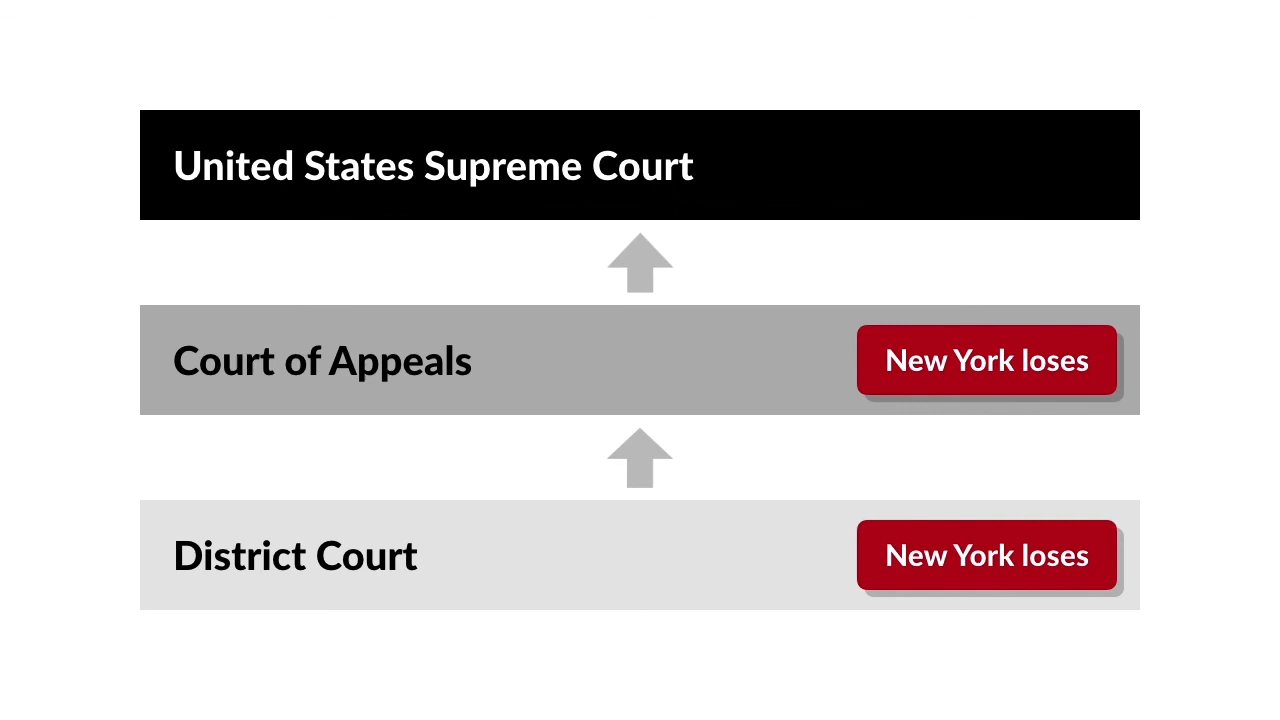 United States Supreme Court
Court of Appeals
New York loses
District Court
New York loses